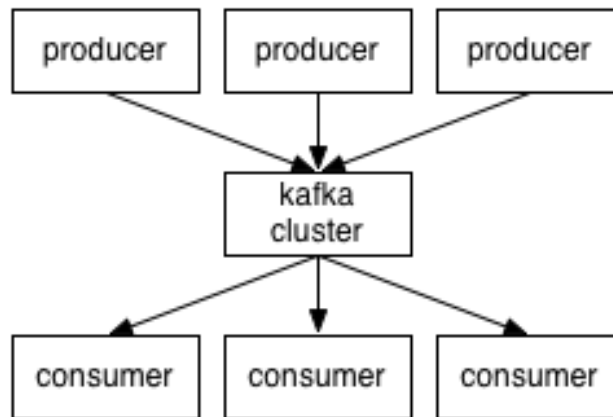 producer
producer
producer
kafka
cluster
consumer
consumer
consumer